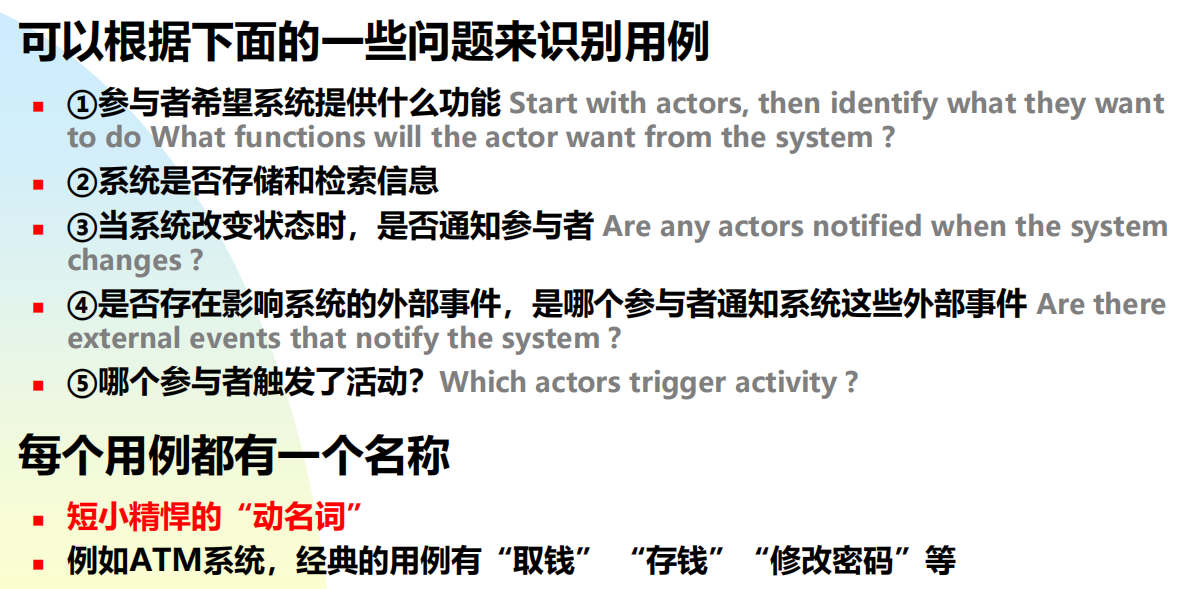 可以根据下面的一些问题来识别用例
①参与者希望系统提供什么功能 Start with actors, then identify what they want
to do What functions will the actor want from the system ?
②系统是否存储和检索信息
③当系统改变状态时，是否通知参与者 Are any actors notified when the system
changes ?
④是否存在影响系统的外部事件，是哪个参与者通知系统这些外部事件 Are there
external events that notify the system ?
⑤哪个参与者触发了活动？ Which actors trigger activity ?
每个用例都有一个名称
短小精悍的“动名词”
例如ATM系统，经典的用例有“取钱” “存钱” “修改密码”等